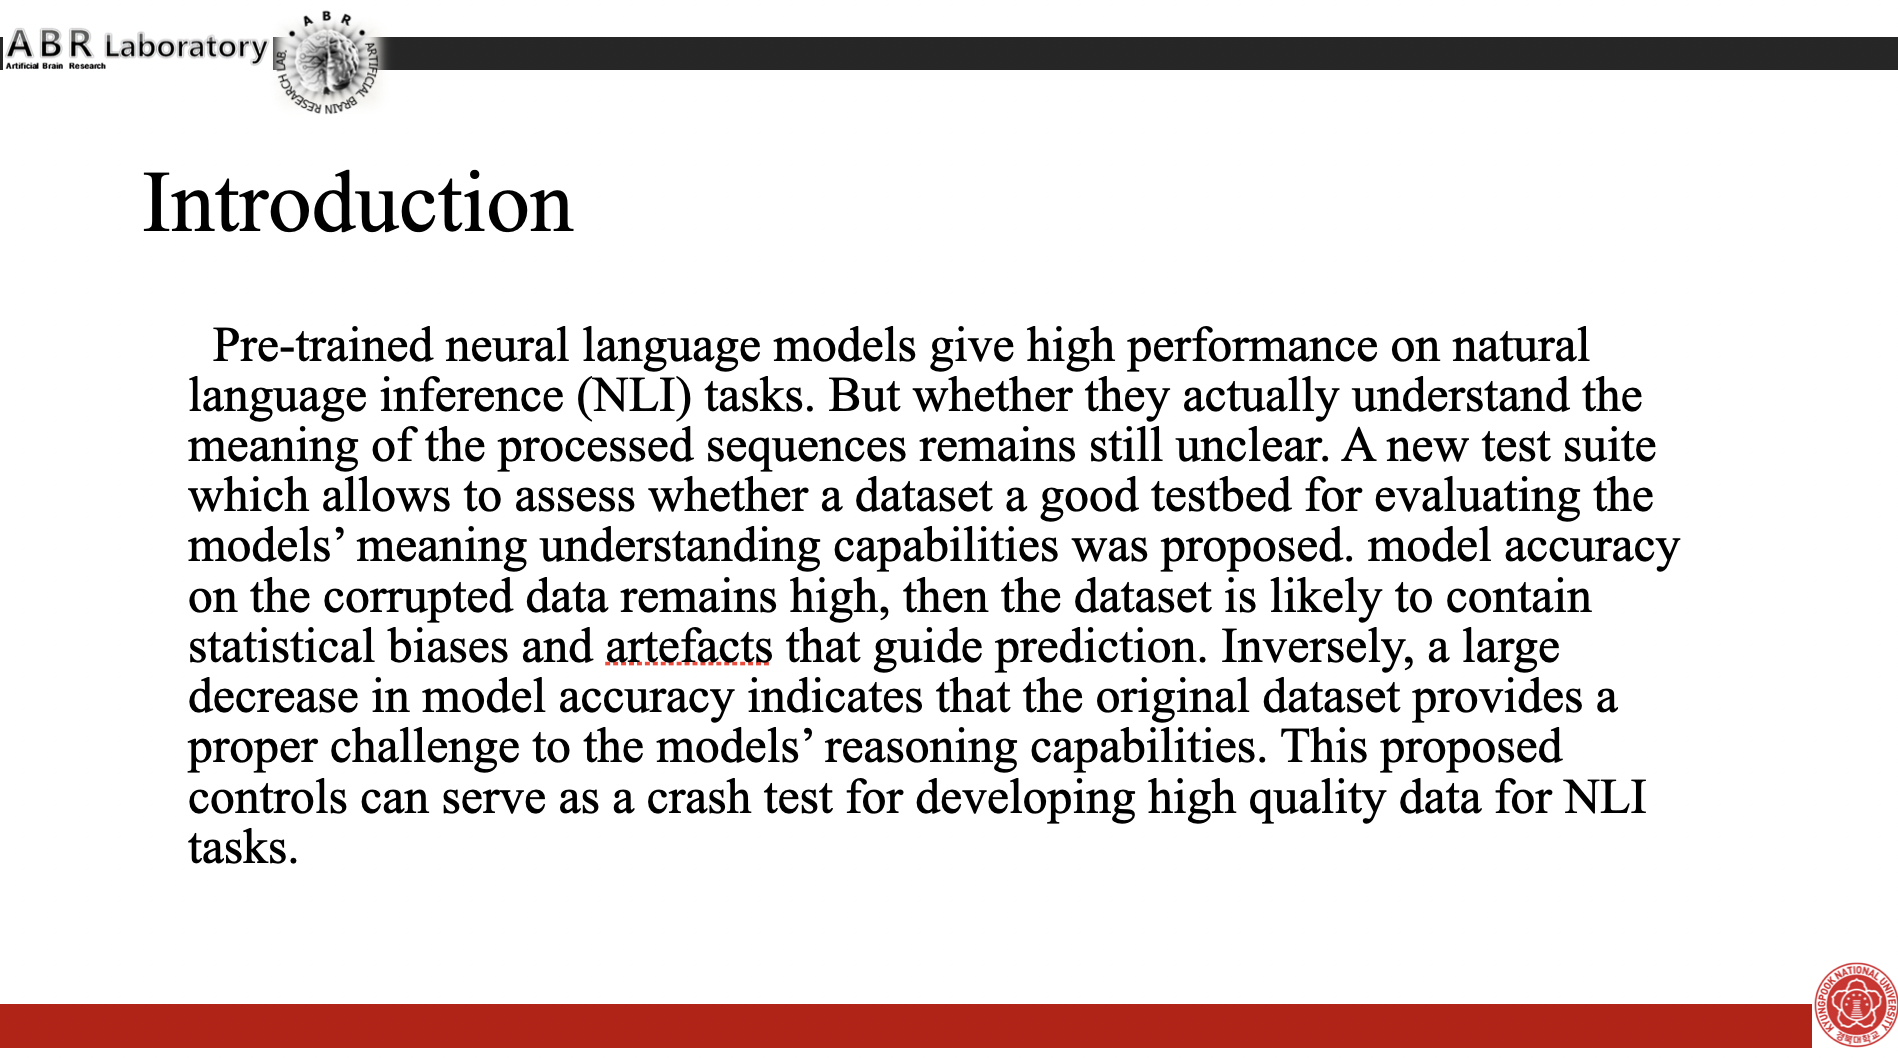 ABR Laboratory
Artificial Brain Research
A B R
ARTIFICIAL BRAIN RESEARCH LAB.
Introduction
Pre-trained neural language models give high performance on natural
language inference (NLI) tasks. But whether they actually understand the
meaning of the processed sequences remains still unclear. A new test suite
which allows to assess whether a dataset a good testbed for evaluating the
models’ meaning understanding capabilities was proposed. model accuracy
on the corrupted data remains high, then the dataset is likely to contain
statistical biases and artefacts that guide prediction. Inversely, a large
decrease in model accuracy indicates that the original dataset provides a
proper challenge to the models’ reasoning capabilities. This proposed
controls can serve as a crash test for developing high quality data for NLI
tasks.
KYUNGPOOK NATIONAL UNIVERSITY
경북대학교